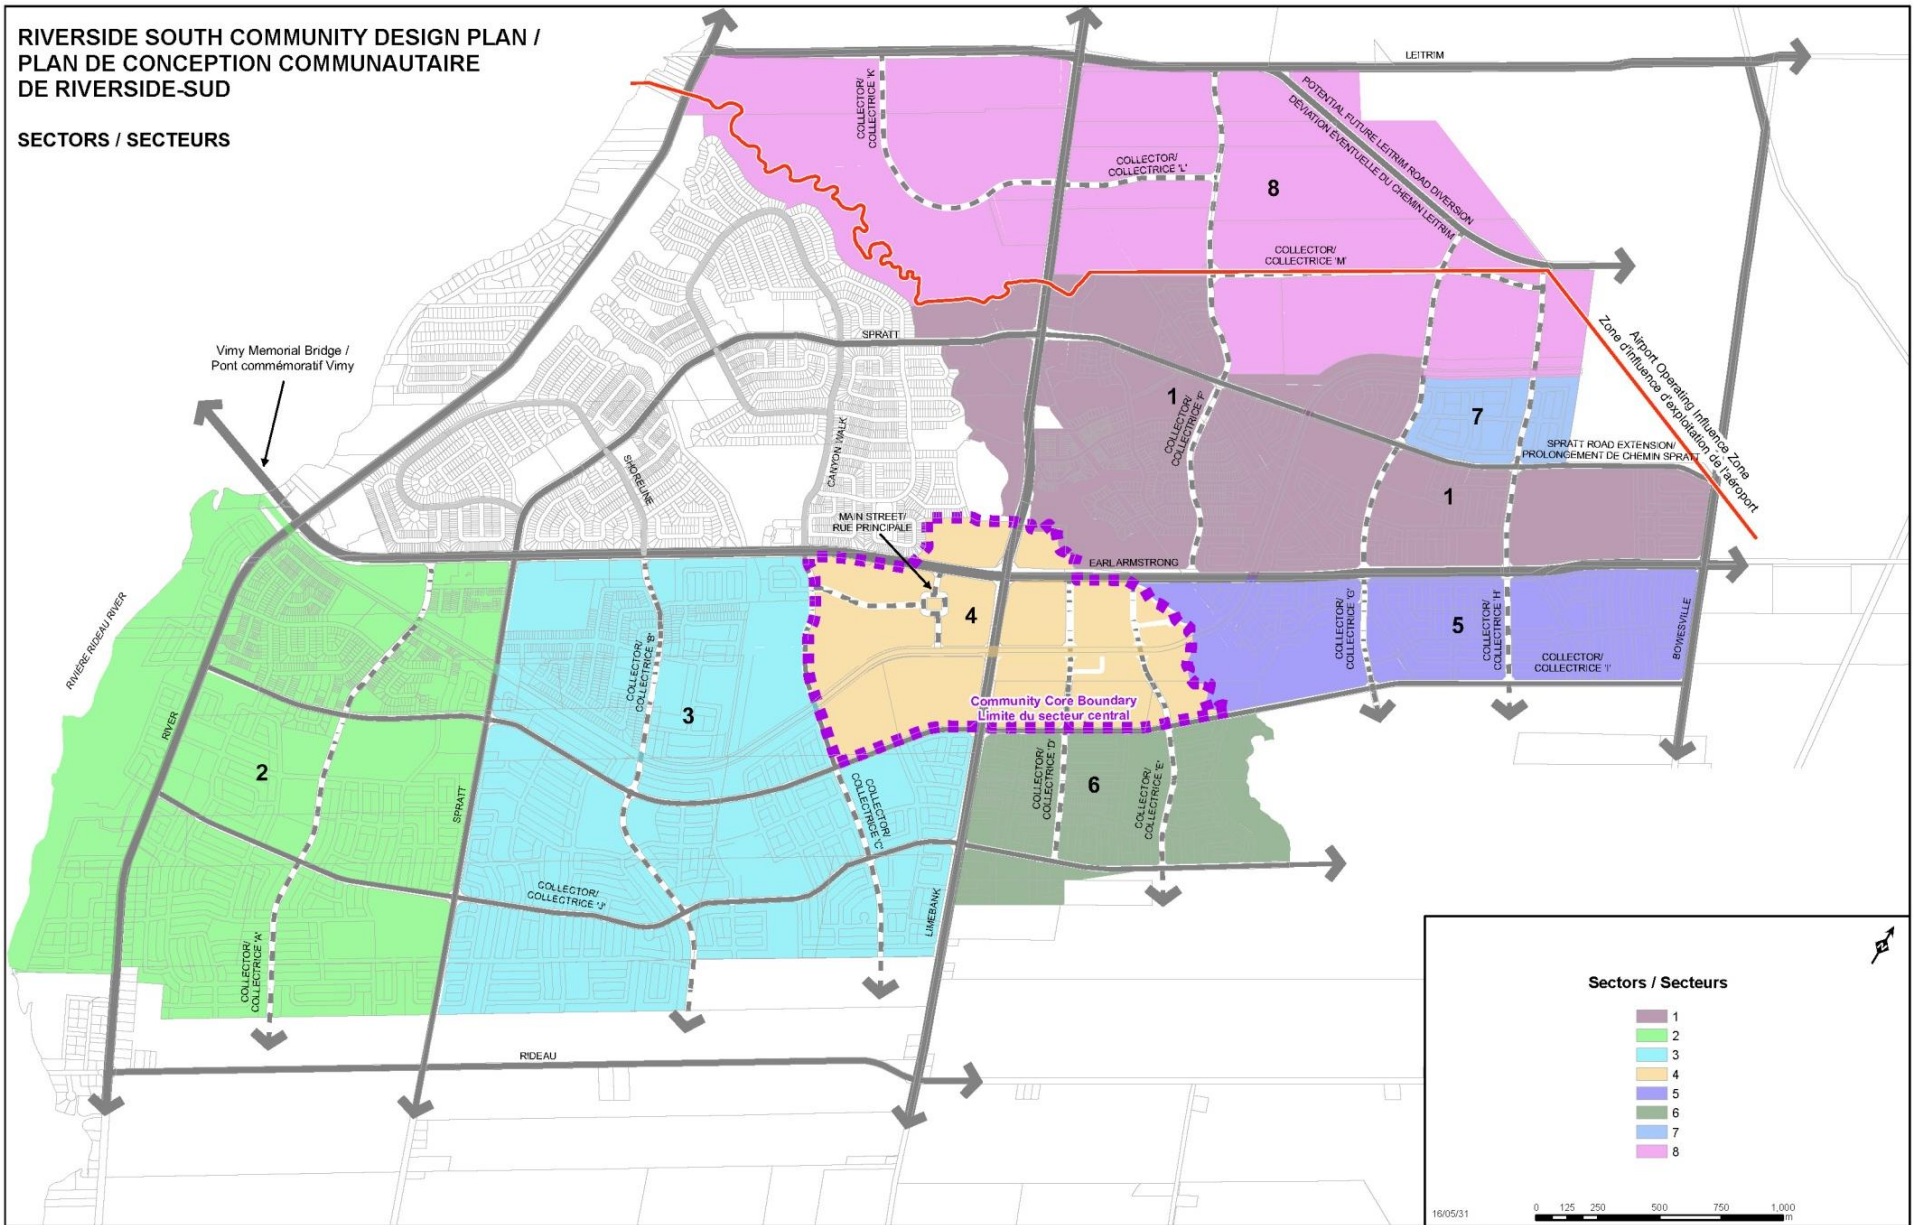 RIVERSIDE SOUTH COMMUNITY DESIGN PLAN /
PLAN DE CONCEPTION COMMUNAUTAIRE
DE RIVERSIDE-SUD
SECTORS / SECTEURS
LEITRIM
COLLECTOR/
COLLECTRICE 'K'
POTENTIAL FUTURE LEITRIM ROAD DIVERSION
DÉVIATION ÉVENTUELLE DU CHEMIN LEITRIM
COLLECTOR/
COLLECTRICE 'L'
8
COLLECTOR/
COLLECTRICE 'M'
SPRATT
Vimy Memorial Bridge /
Pont commémoratif Vimy
Airport Operating Influence Zone
Zone d'influence d'exploitation de l'aéroport
1
COLLECTOR/
COLLECTRICE 'P'
7
CANYON WALK
SHORELINE
SPRATT ROAD EXTENSION/
PROLONGEMENT DE CHEMIN SPRATT
1
MAIN STREET/
RUE PRINCIPALE
EARL ARMSTRONG
4
RIVIÈRE RIDEAU RIVER
COLLECTOR/
COLLECTRICE 'B'
COLLECTOR/
COLLECTRICE 'G'
5
COLLECTOR/
COLLECTRICE 'H'
COLLECTOR/
COLLECTRICE 'I'
BOWESVILLE
Community Core Boundary
Limite du secteur central
RIVER
3
2
SPRATT
COLLECTOR/
COLLECTRICE 'C'
COLLECTOR/
COLLECTRICE 'D'
6
COLLECTOR/
COLLECTRICE 'E'
COLLECTOR/
COLLECTRICE 'J'
LIMEBANK
COLLECTOR/
COLLECTRICE 'A'
RIDEAU
N
Sectors / Secteurs
1
2
3
4
5
6
7
8
16/05/31
0 125 250 500 750 1,000
m